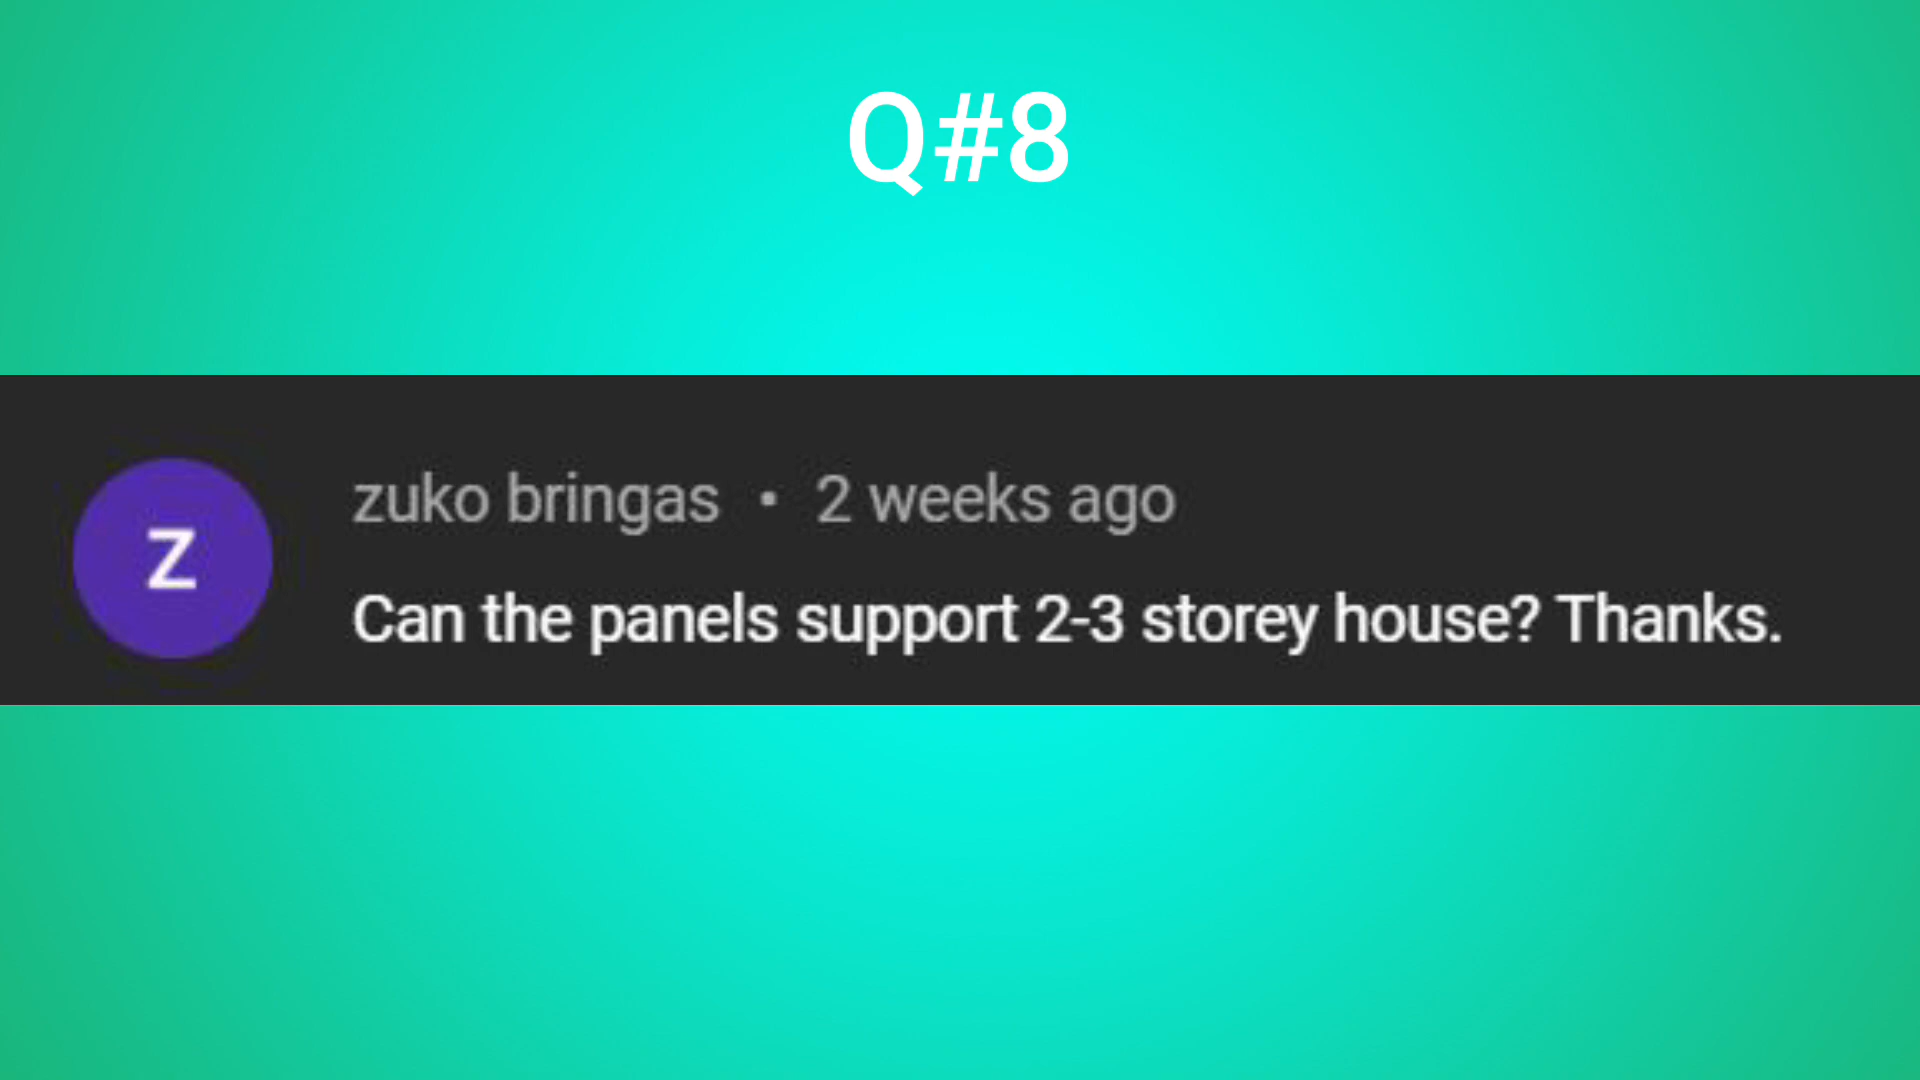 Q#8
Z
zuko bringas • 2 weeks ago
Can the panels support 2-3 storey house? Thanks.